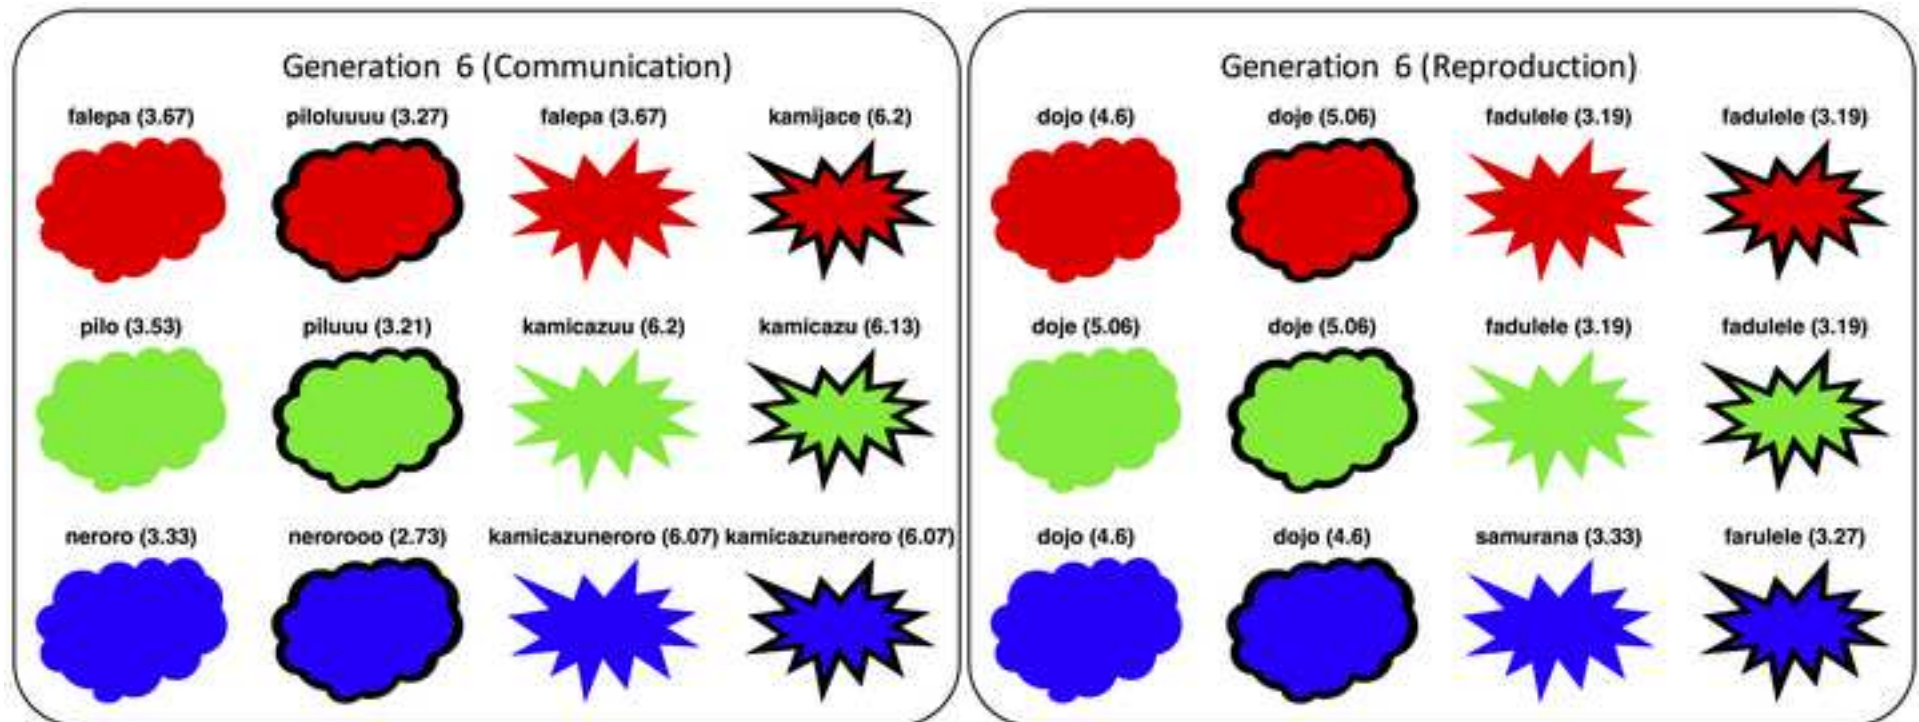 Generation 6 (Communication)
falepa (3.67) piloluuuu (3.27) falepa (3.67) kamijace (6.2)
pilo (3.53) piluuu (3.21) kamicazuu (6.2) kamicazu (6.13)
neroro (3.33) nerorooo (2.73) kamicazuneroro (6.07) kamicazuneroro (6.07)
Generation 6 (Reproduction)
dojo (4.6) doje (5.06) fadulele (3.19) fadulele (3.19)
doje (5.06) doje (5.06) fadulele (3.19) fadulele (3.19)
dojo (4.6) dojo (4.6) samurana (3.33) farulele (3.27)